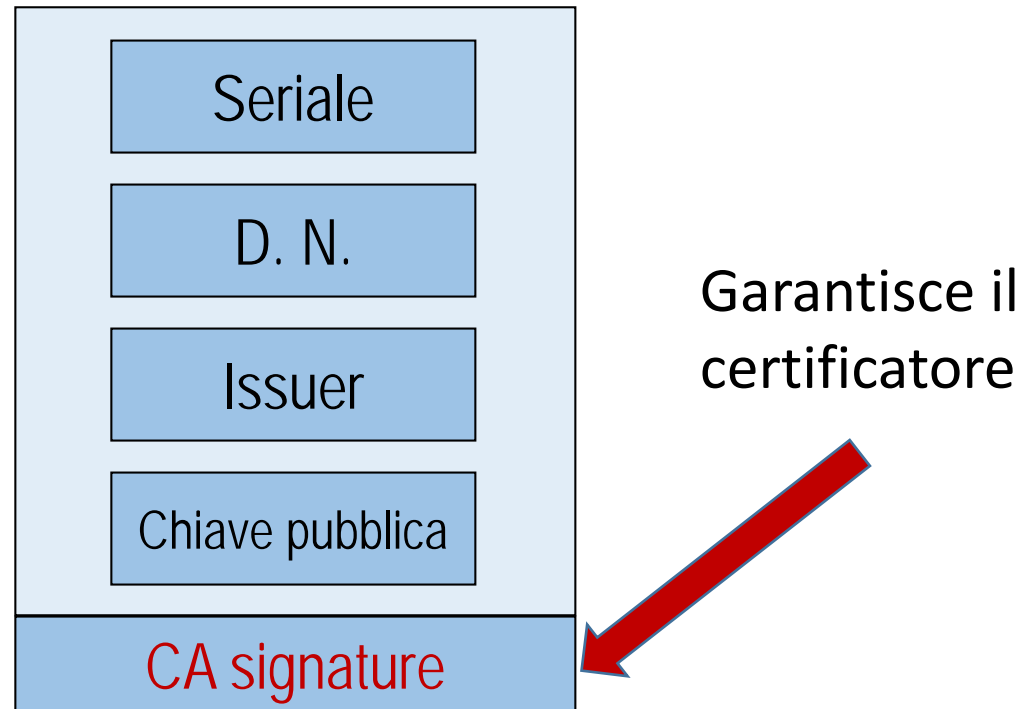 Seriale
D. N.
Issuer
Chiave pubblica
CA signature
Garantisce il
certificatore